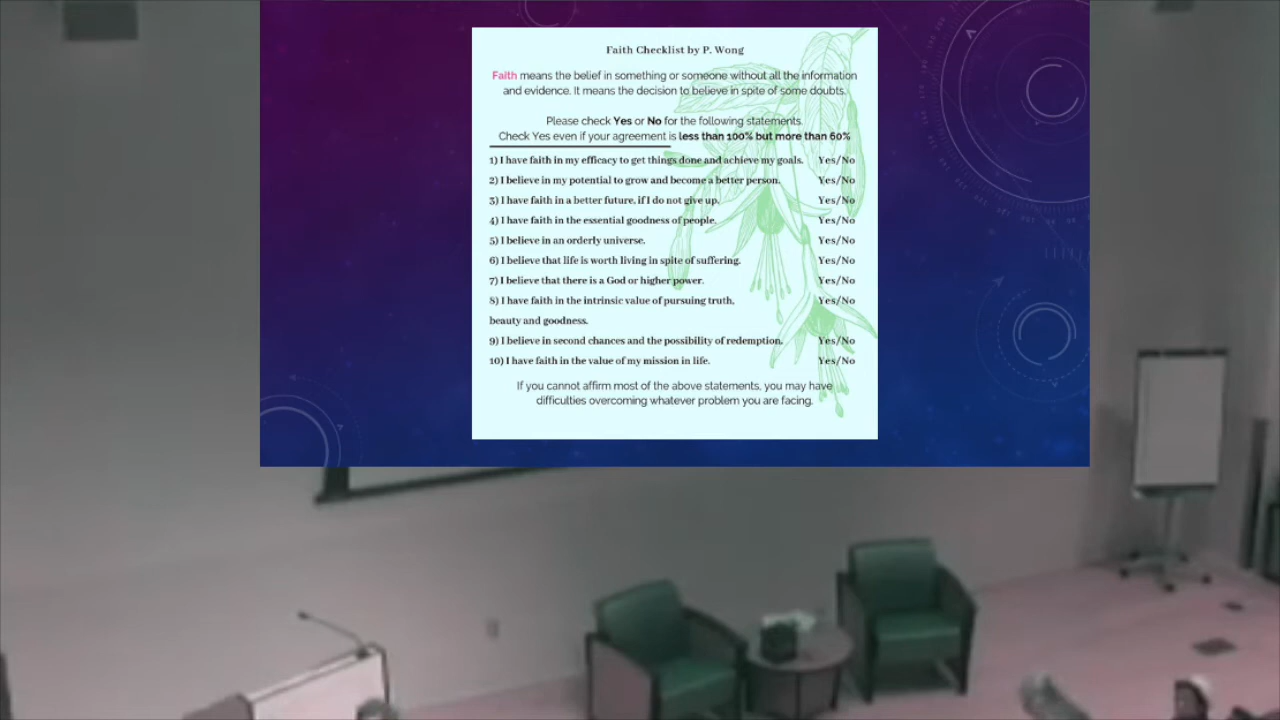 Faith Checklist by P. Wong
Faith means the belief in something or someone without all the information
and evidence. It means the decision to believe in spite of some doubts.
Please check Yes or No for the following statements.
Check Yes even if your agreement is less than 100% but more than 60%
1) I have faith in my efficacy to get things done and achieve my goals. Yes/No
2) I believe in my potential to grow and become a better person. Yes/No
3) I have faith in a better future, if I do not give up. Yes/No
4) I have faith in the essential goodness of people. Yes/No
5) I believe in an orderly universe. Yes/No
6) I believe that life is worth living in spite of suffering. Yes/No
7) I believe that there is a God or higher power. Yes/No
8) I have faith in the intrinsic value of pursuing truth, Yes/No
beauty and goodness.
9) I believe in second chances and the possibility of redemption. Yes/No
10) I have faith in the value of my mission in life. Yes/No
If you cannot affirm most of the above statements, you may have
difficulties overcoming whatever problem you are facing.